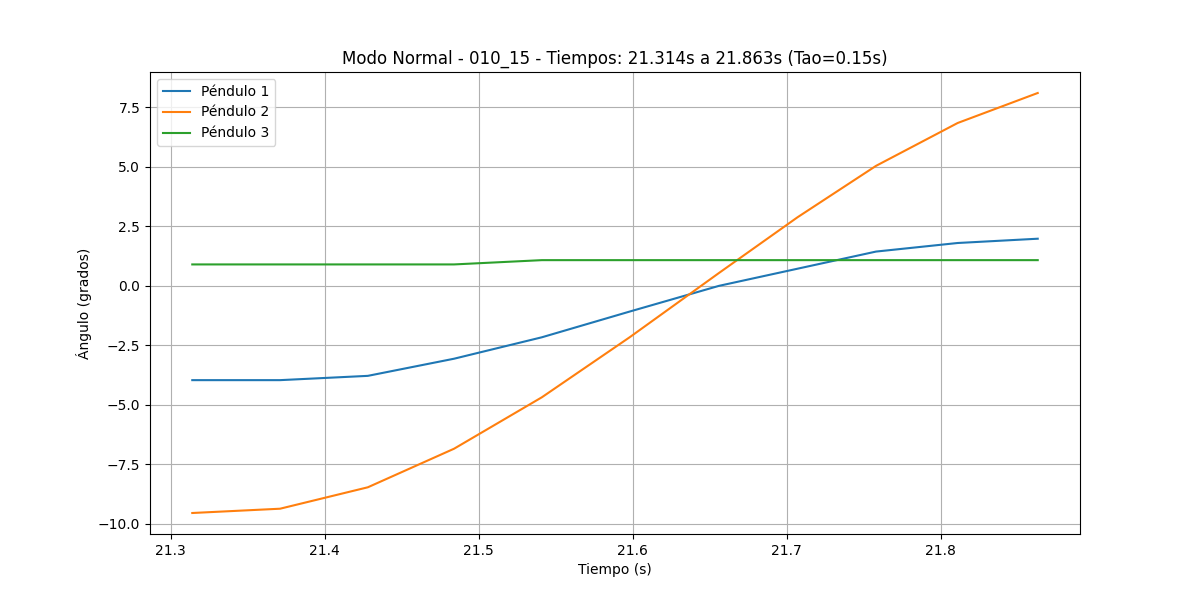 Modo Normal - 010_15 - Tiempos: 21.314s a 21.863s (Tao=0.15s)
Péndulo 1
Péndulo 2
Péndulo 3
7.5
5.0
2.5
0.0
−2.5
−5.0
−7.5
−10.0
Ángulo (grados)
21.3 21.4 21.5 21.6 21.7 21.8
Tiempo (s)